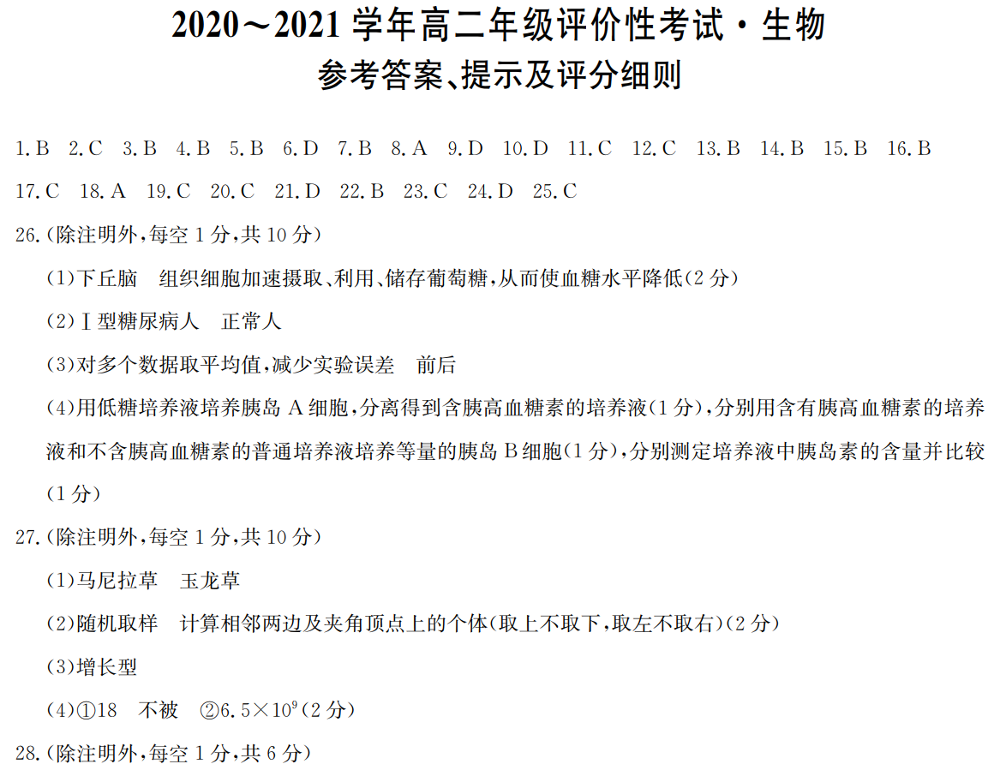 2020～2021 学年高二年级评价性考试·生物
参考答案、提示及评分细则
1. B 2. C 3. B 4. B 5. B 6. D 7. B 8. A 9. D 10. D 11. C 12. C 13. B 14. B 15. B 16. B
17. C 18. A 19. C 20. C 21. D 22. B 23. C 24. D 25. C
26.（除注明外,每空 1 分,共 10 分）
（1）下丘脑 组织细胞加速摄取、利用、储存葡萄糖,从而使血糖水平降低（2 分）
（2）Ⅰ型糖尿病人 正常人
（3）对多个数据取平均值,减少实验误差 前后
（4）用低糖培养液培养胰岛 A 细胞,分离得到含胰高血糖素的培养液（1 分）,分别用含有胰高血糖素的培养
液和不含胰高血糖素的普通培养液培养等量的胰岛 B 细胞（1 分）,分别测定培养液中胰岛素的含量并比较
（1 分）
27.（除注明外,每空 1 分,共 10 分）
（1）马尼拉草 玉龙草
（2）随机取样 计算相邻两边及夹角顶点上的个体（取上不取下,取左不取右）（2 分）
（3）增长型
（4）①18 不被 ②6. 5×10⁹（2 分）
28.（除注明外,每空 1 分,共 6 分）